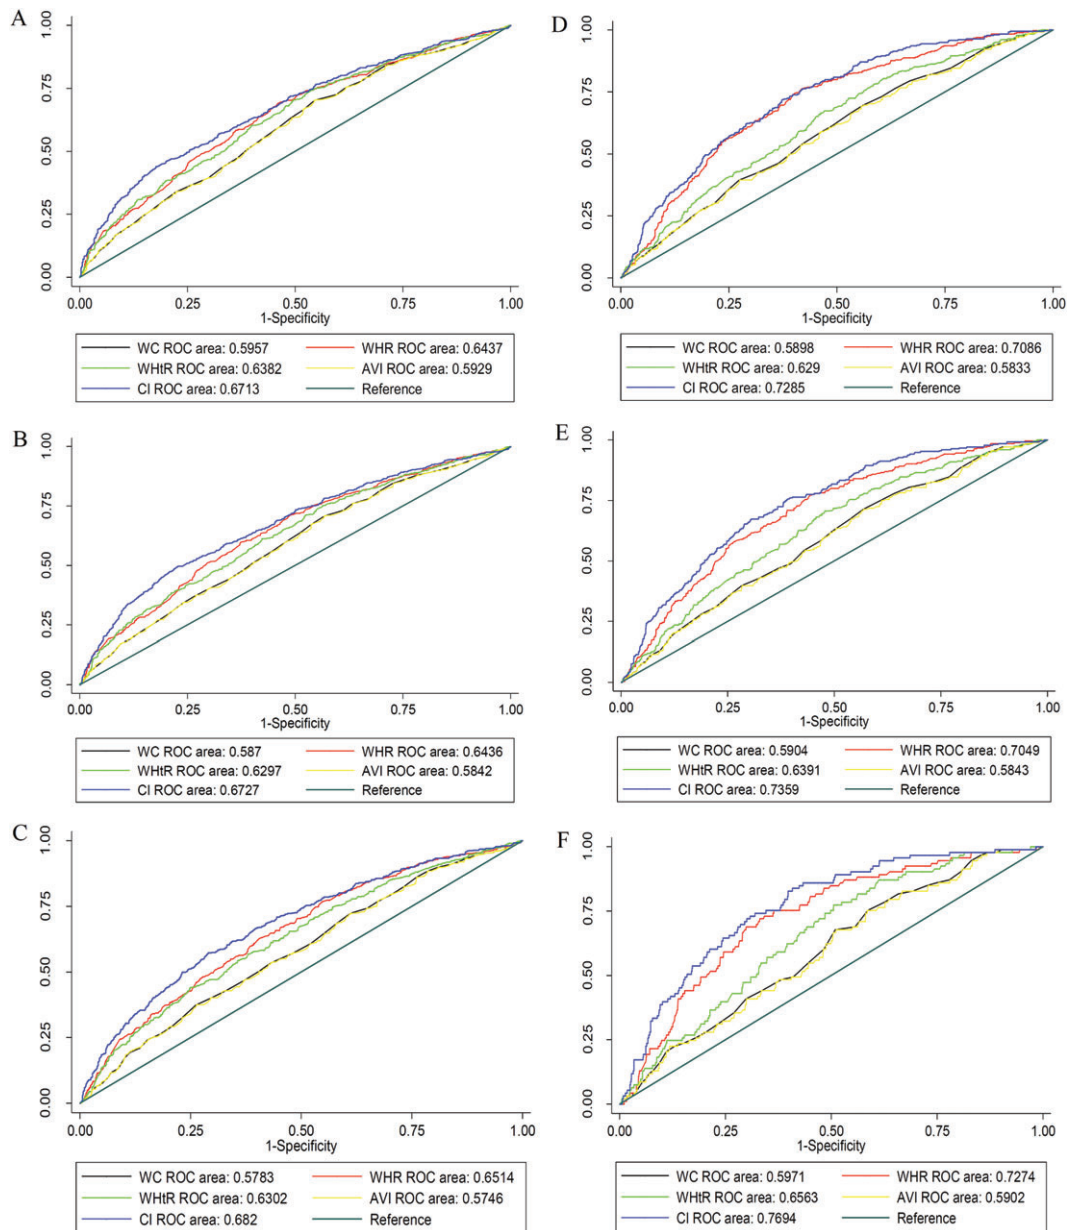 A
1.00
0.75
0.50
0.25
0.00
0.00 0.25 0.50 0.75 1.00
1-Specificity
WC ROC area: 0.5957 WHR ROC area: 0.6437
WHtR ROC area: 0.6382 AVI ROC area: 0.5929
CI ROC area: 0.6713 Reference
D
1.00
0.75
0.50
0.25
0.00
0.00 0.25 0.50 0.75 1.00
1-Specificity
WC ROC area: 0.5898 WHR ROC area: 0.7086
WHtR ROC area: 0.629 AVI ROC area: 0.5833
CI ROC area: 0.7285 Reference
B
1.00
0.75
0.50
0.25
0.00
0.00 0.25 0.50 0.75 1.00
1-Specificity
WC ROC area: 0.587 WHR ROC area: 0.6436
WHtR ROC area: 0.6297 AVI ROC area: 0.5842
CI ROC area: 0.6727 Reference
E
1.00
0.75
0.50
0.25
0.00
0.00 0.25 0.50 0.75 1.00
1-Specificity
WC ROC area: 0.5904 WHR ROC area: 0.7049
WHtR ROC area: 0.6391 AVI ROC area: 0.5843
CI ROC area: 0.7359 Reference
C
1.00
0.75
0.50
0.25
0.00
0.00 0.25 0.50 0.75 1.00
1-Specificity
WC ROC area: 0.5783 WHR ROC area: 0.6514
WHtR ROC area: 0.6302 AVI ROC area: 0.5746
CI ROC area: 0.682 Reference
F
1.00
0.75
0.50
0.25
0.00
0.00 0.25 0.50 0.75 1.00
1-Specificity
WC ROC area: 0.5971 WHR ROC area: 0.7274
WHtR ROC area: 0.6563 AVI ROC area: 0.5902
CI ROC area: 0.7694 Reference